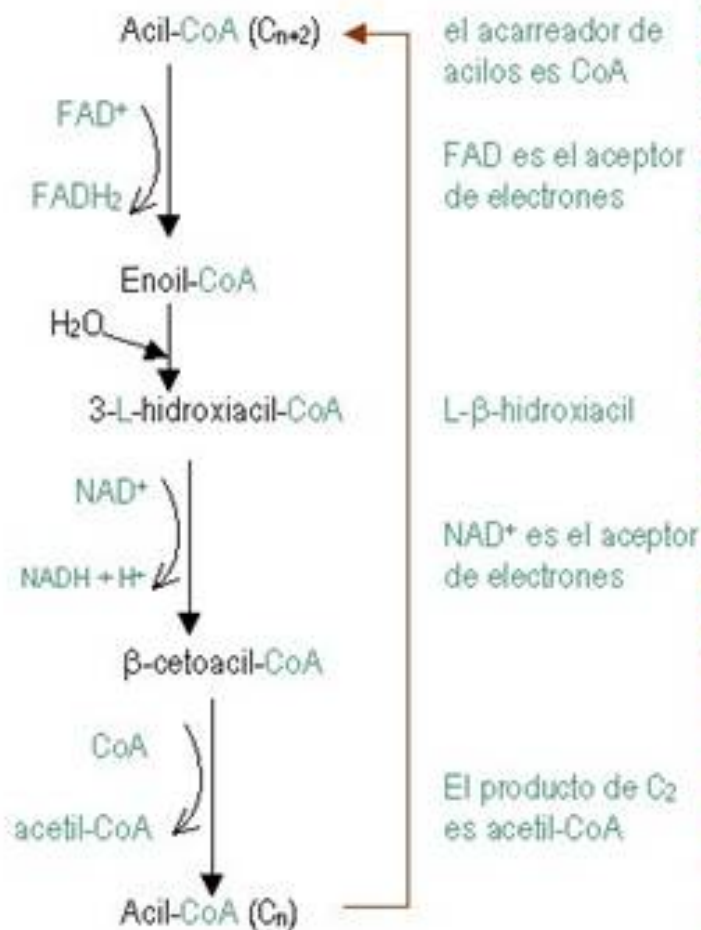 Acil-CoA (Cn+2)
el acarreador de
acilos es CoA
FAD+
FADH2
FAD es el aceptor
de electrones
Enoil-CoA
H2O
3-L-hidroxiacil-CoA
L-β-hidroxiacil
NAD+
NADH + H+
NAD+ es el aceptor
de electrones
β-cetoacil-CoA
CoA
acetil-CoA
El producto de C2
es acetil-CoA
Acil-CoA (Cn)